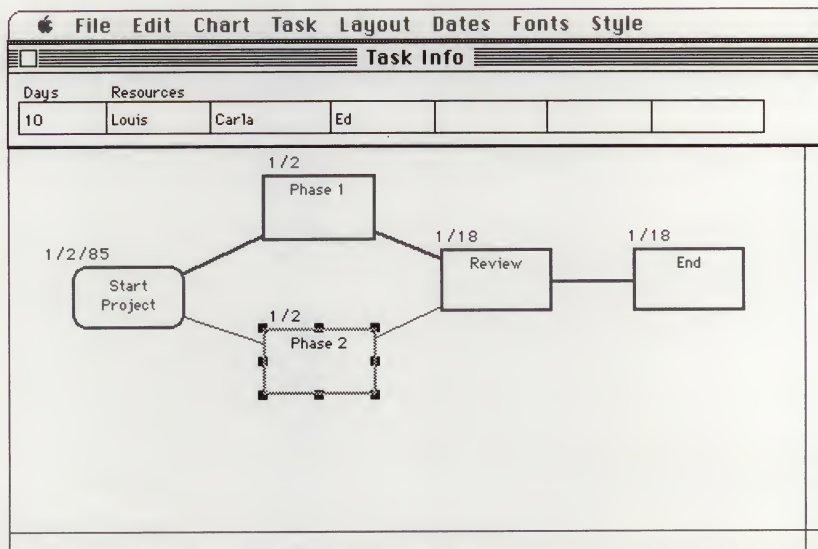 File Edit Chart Task Layout Dates Fonts Style
Task Info
Days Resources
10 Louis Carla Ed
1/2
Phase 1
1/2/85
Start
Project
1/18
Review
1/18
End
1/2
Phase 2